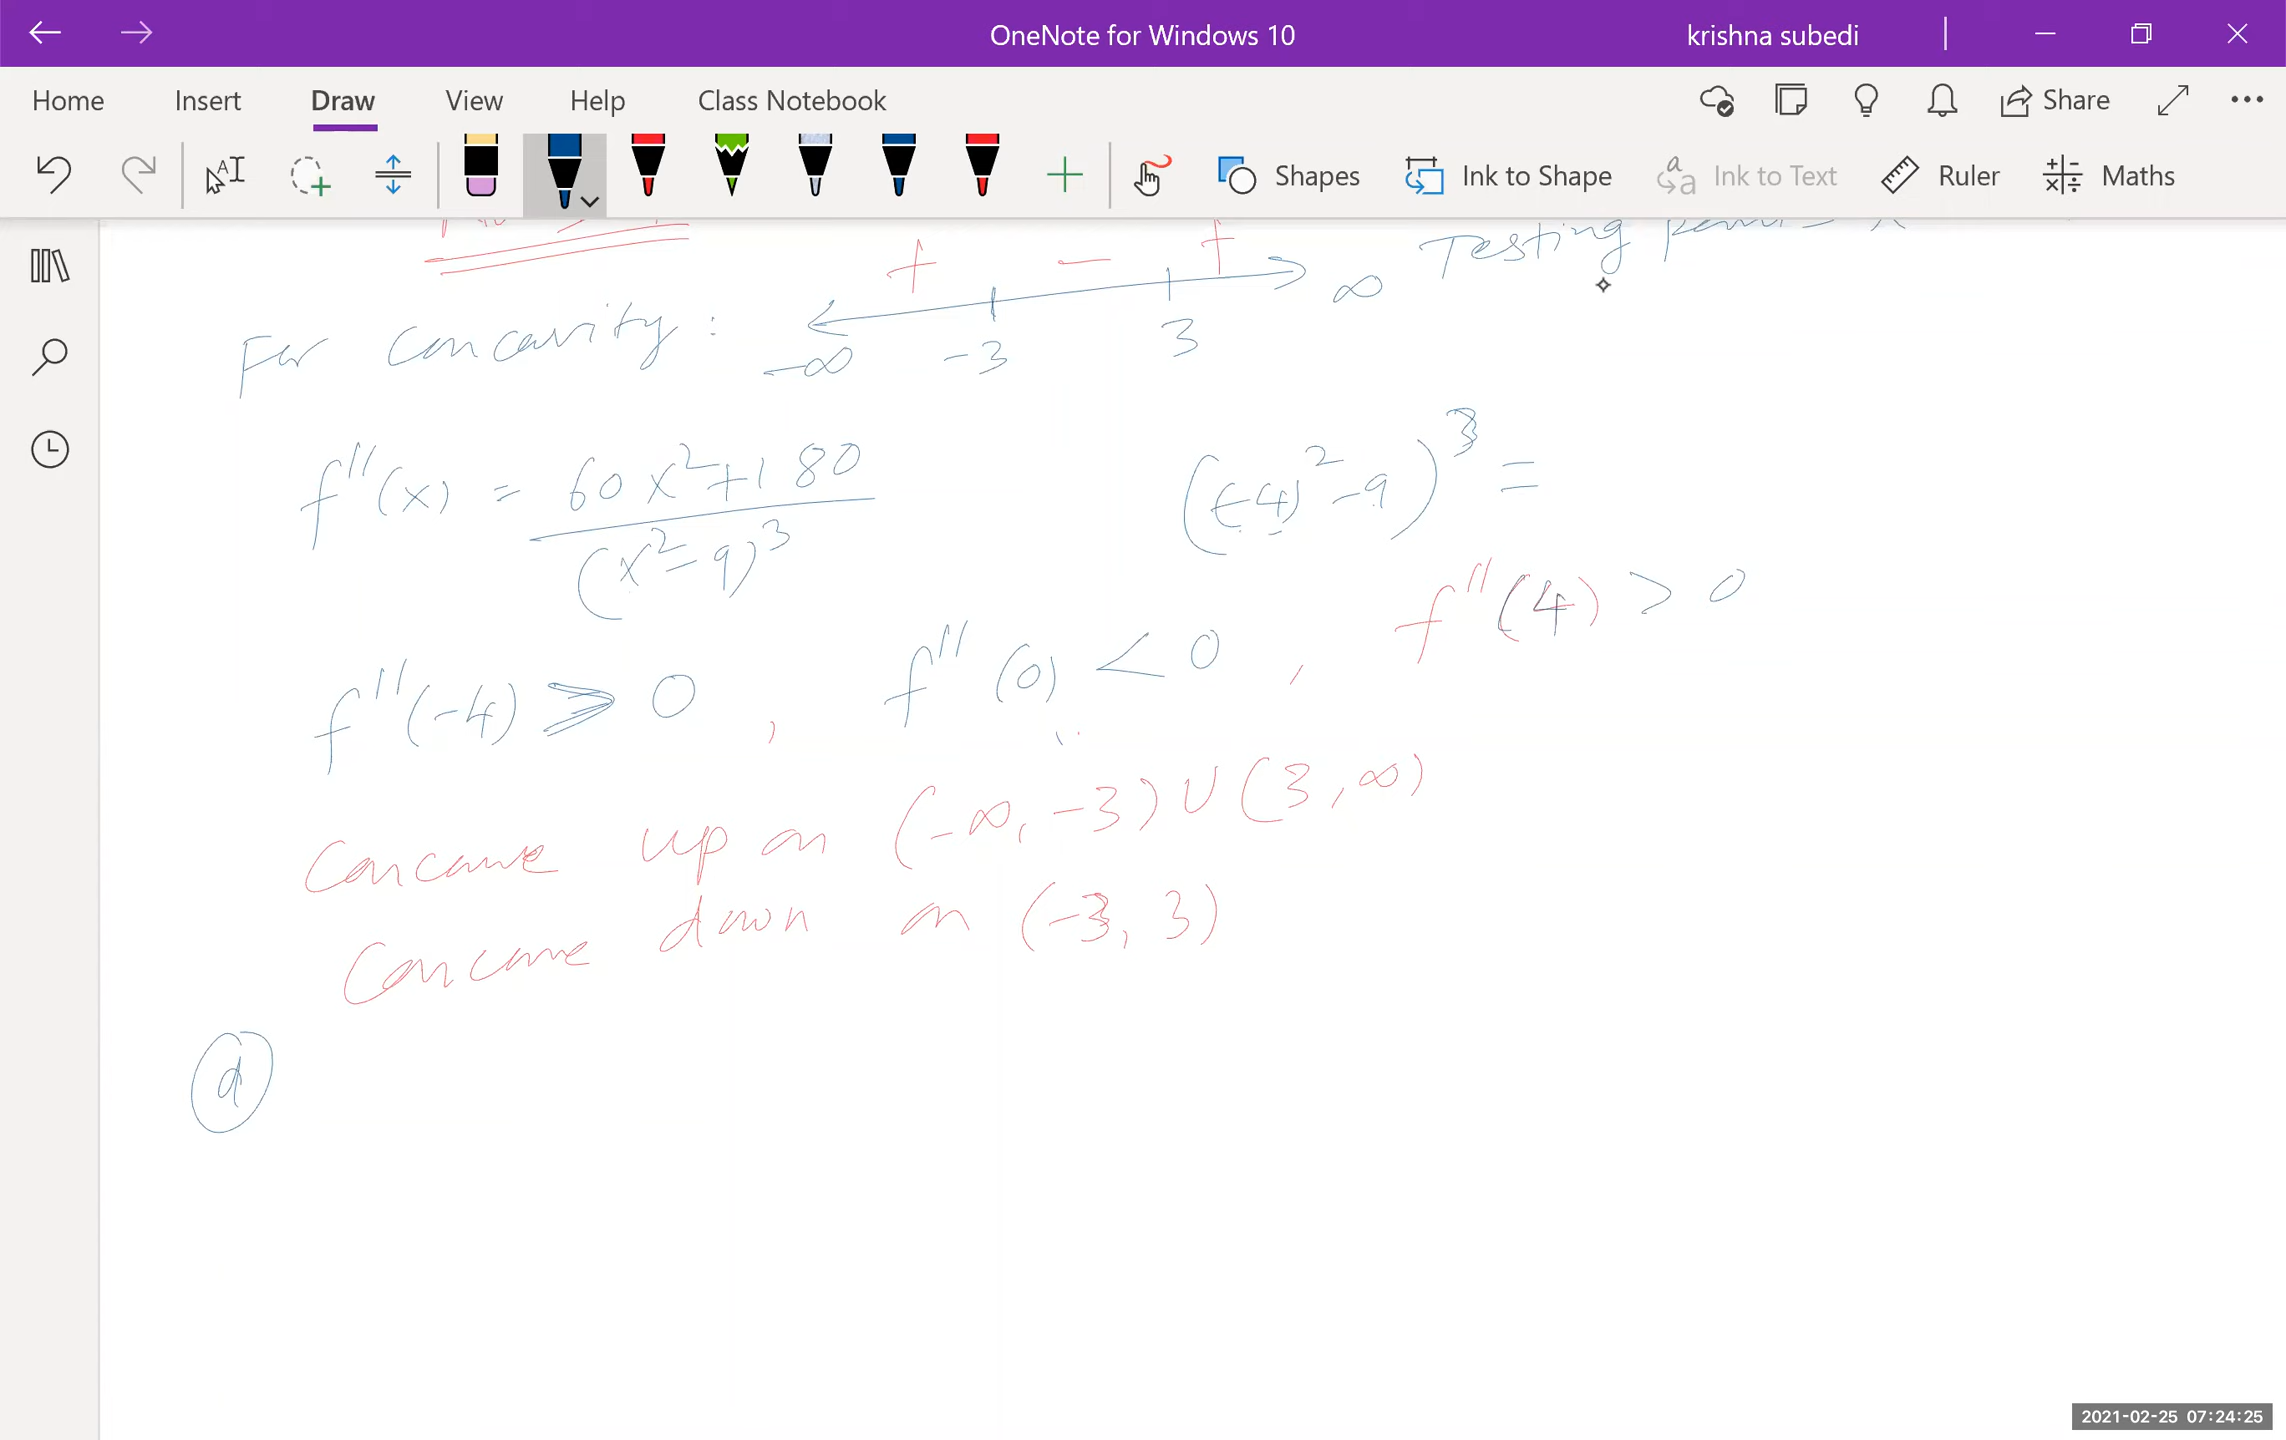 OneNote for Windows 10
krishna subedi
Home Insert Draw View Help Class Notebook
Share
Shapes
Ink to Shape
Ink to Text
Ruler
Maths
+ − +
Testing
For concavity :
−∞ −3 3 ∞
f''(x) = 60x²+180 / (x²−9)³
((−4)²−9)³ =
f''(−4) > 0 , f''(0) < 0 , f''(4) > 0
Concave up on (−∞, −3) ∪ (3, ∞)
Concave down on (−3, 3)
d
2021-02-25 07:24:25